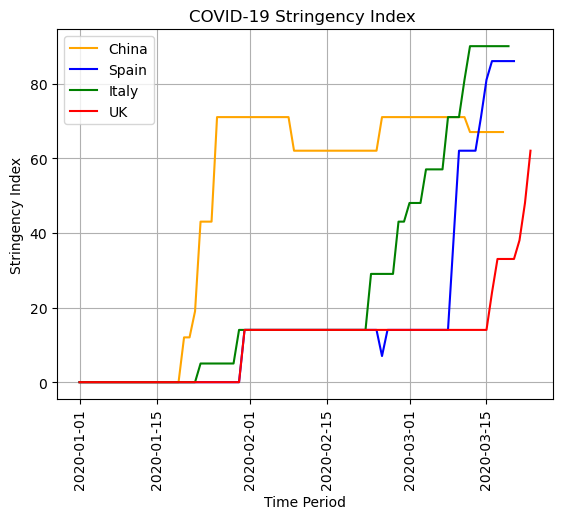 COVID-19 Stringency Index
China
Spain
Italy
UK
Stringency Index
80
60
40
20
0
2020-01-01
2020-01-15
2020-02-01
2020-02-15
2020-03-01
2020-03-15
Time Period